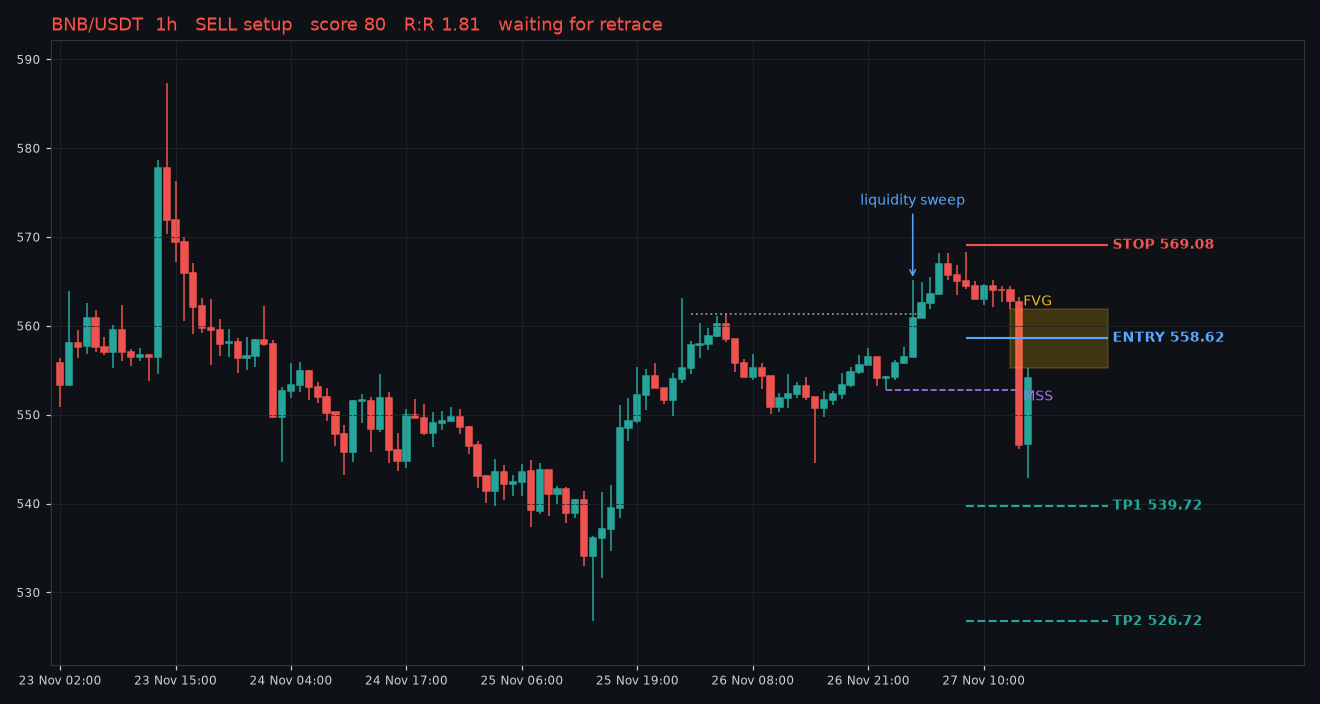 BNB/USDT 1h SELL setup score 80 R:R 1.81 waiting for retrace
590
580
570
560
550
540
530
liquidity sweep
STOP 569.08
FVG
ENTRY 558.62
MSS
TP1 539.72
TP2 526.72
23 Nov 02:00
23 Nov 15:00
24 Nov 04:00
24 Nov 17:00
25 Nov 06:00
25 Nov 19:00
26 Nov 08:00
26 Nov 21:00
27 Nov 10:00